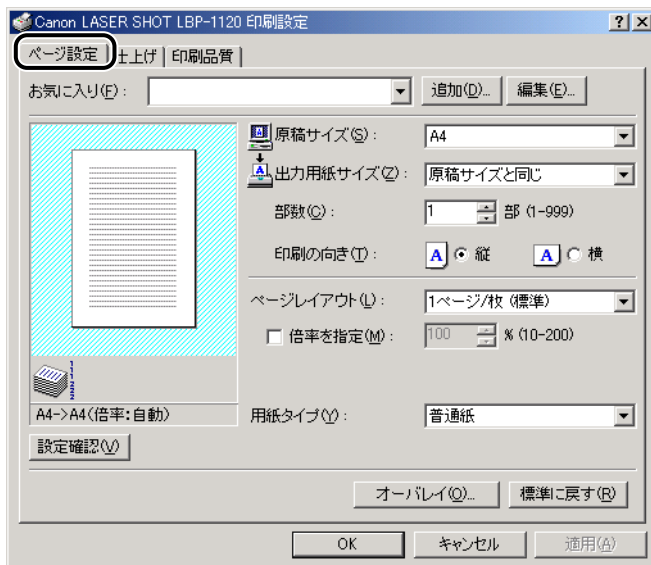 Canon LASER SHOT LBP-1120 印刷設定
ページ設定 仕上げ 印刷品質
お気に入り(F): 追加(D)... 編集(E)...
原稿サイズ(S): A4
出力用紙サイズ(Z): 原稿サイズと同じ
部数(C): 1 部 (1-999)
印刷の向き(T): A 縦 A 横
ページレイアウト(L): 1ページ/枚 (標準)
倍率を指定(M): 100 % (10-200)
A4->A4(倍率:自動)
用紙タイプ(Y): 普通紙
設定確認(V)
オーバレイ(O)... 標準に戻す(R)
OK キャンセル 適用(A)